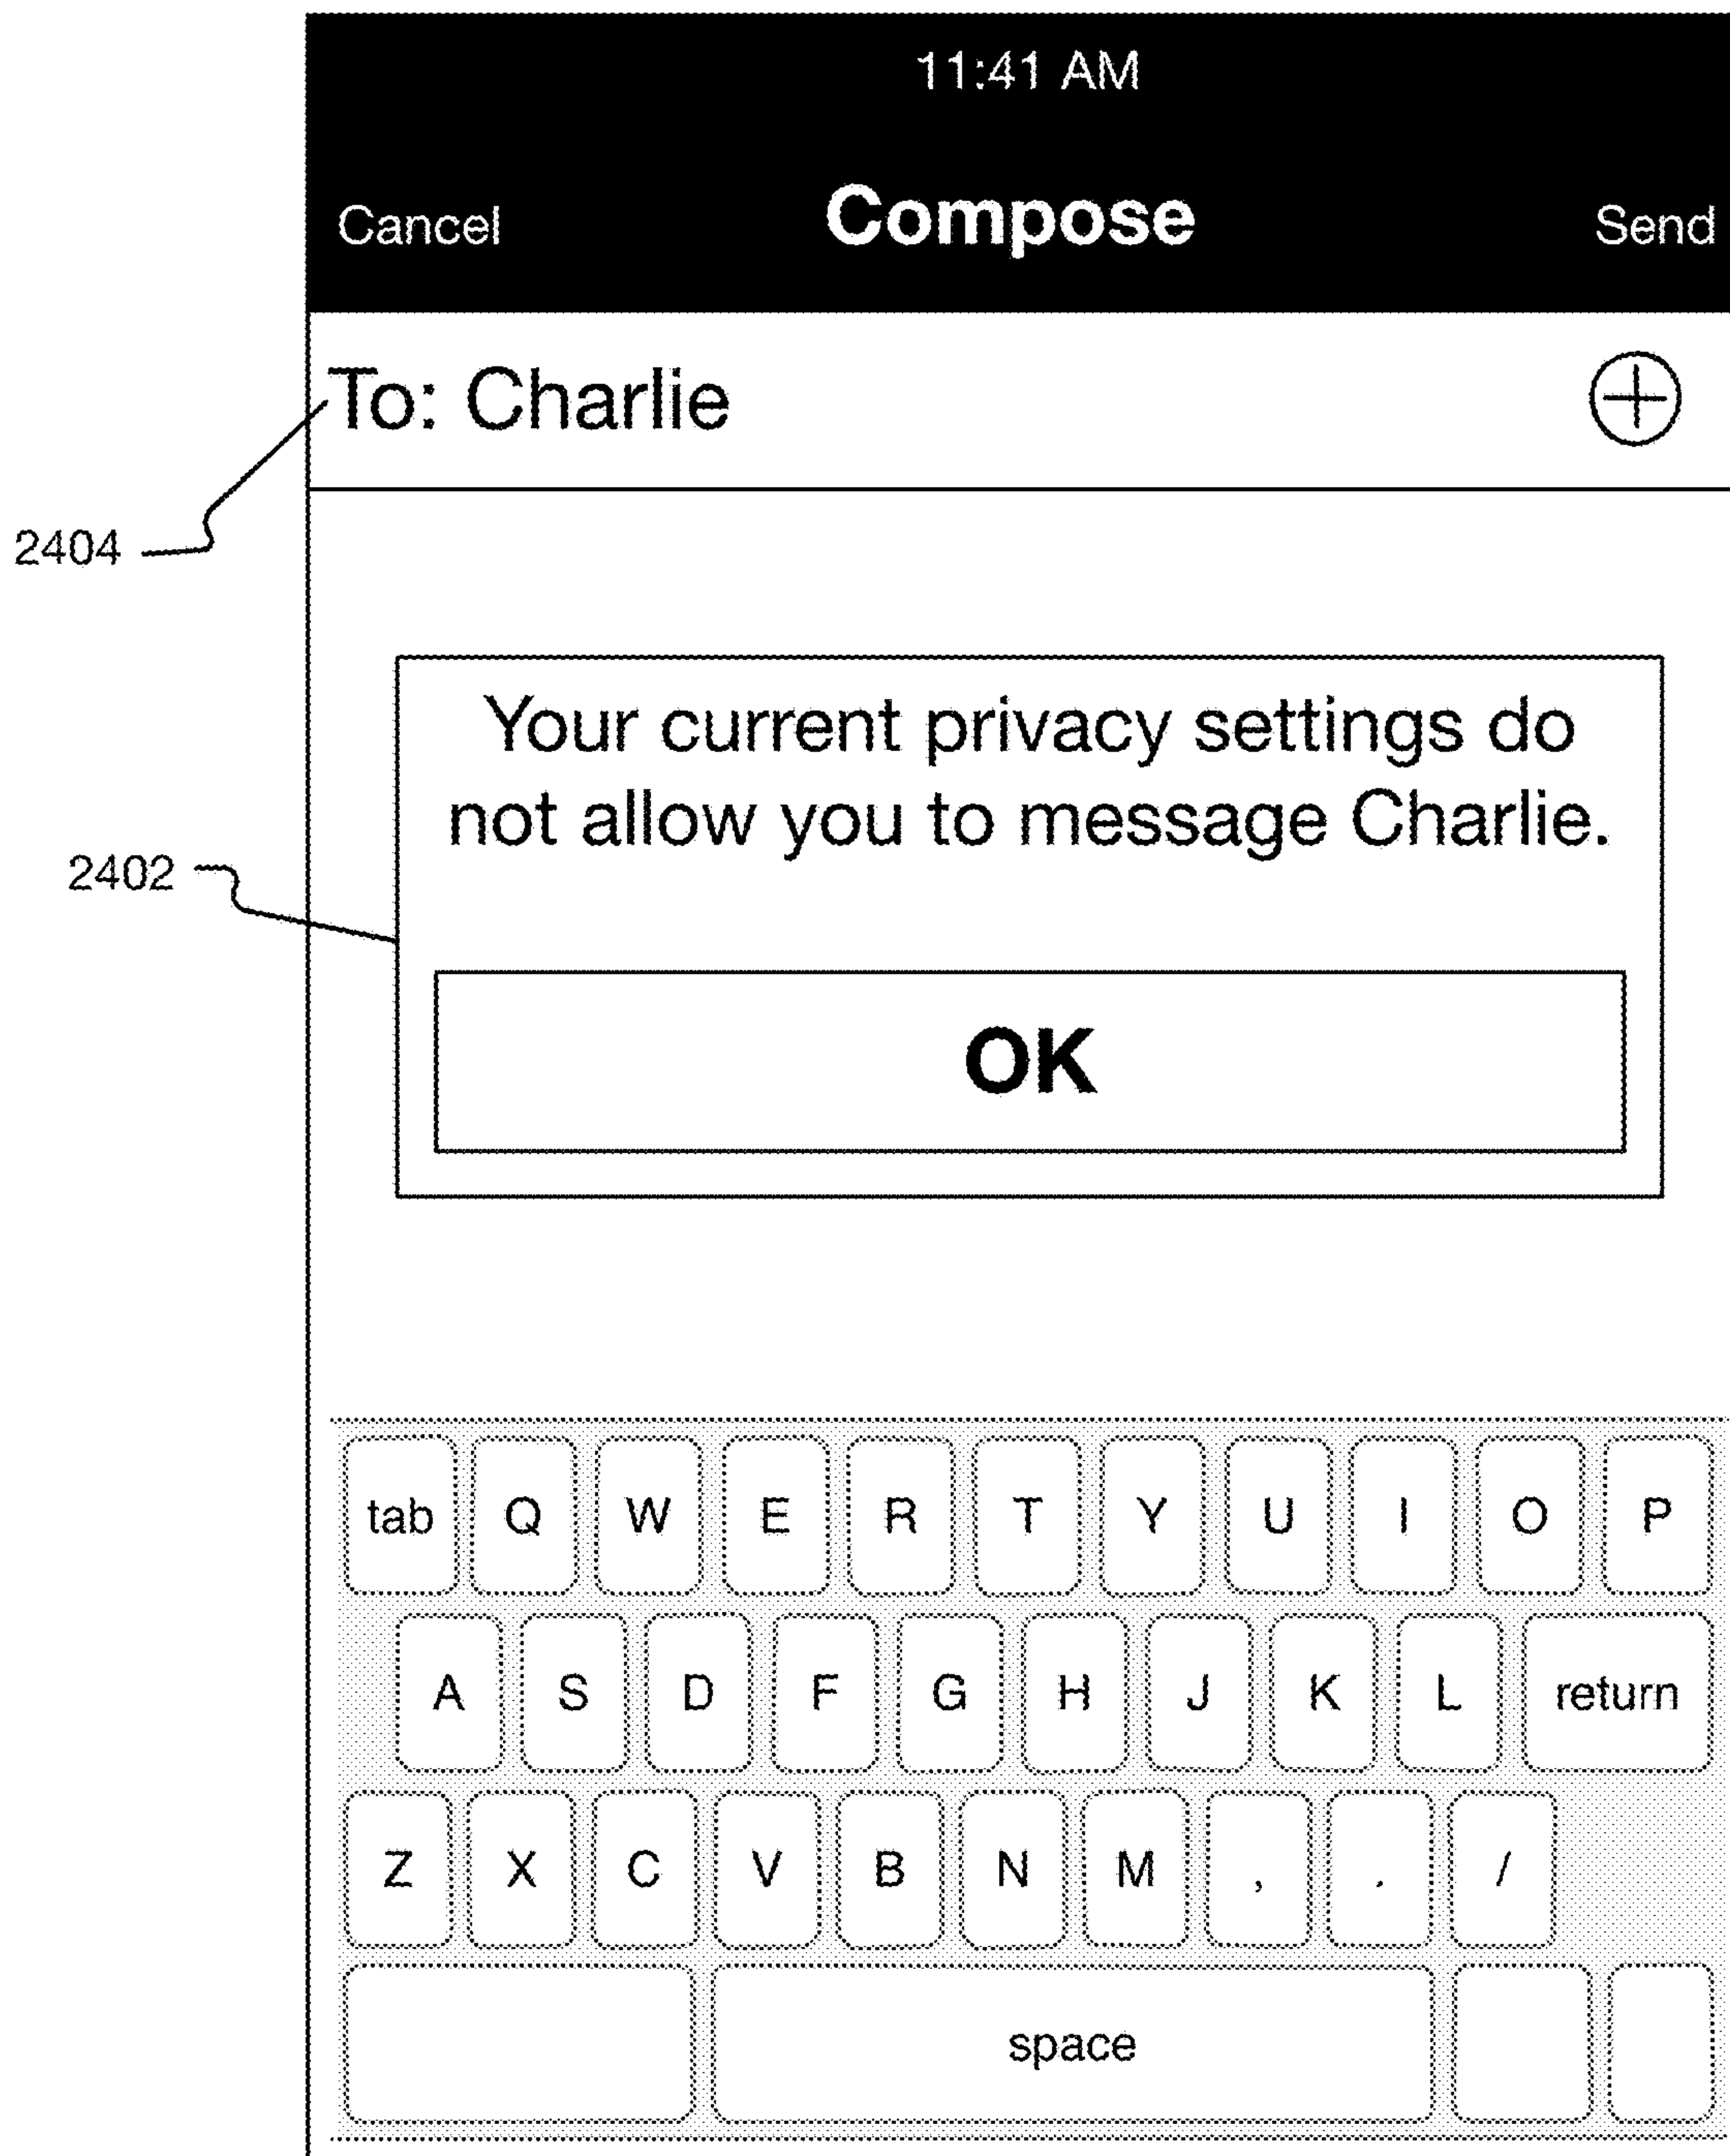 11:41 AM
Cancel Compose Send
To: Charlie
2404
Your current privacy settings do
not allow you to message Charlie.
2402
OK
tab Q W E R T Y U I O P
A S D F G H J K L return
Z X C V B N M , . /
space